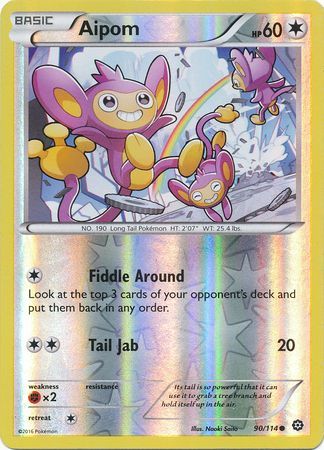 BASIC
Aipom
HP60
NO. 190 Long Tail Pokémon HT: 2'07" WT: 25.4 lbs.
Fiddle Around
Look at the top 3 cards of your opponent's deck and
put them back in any order.
Tail Jab 20
weakness
×2
resistance
retreat cost
Its tail is so powerful that it can
use it to grab a tree branch and
hold itself up in the air.
©2016 Pokémon
Illus. Naoki Saito
90/114